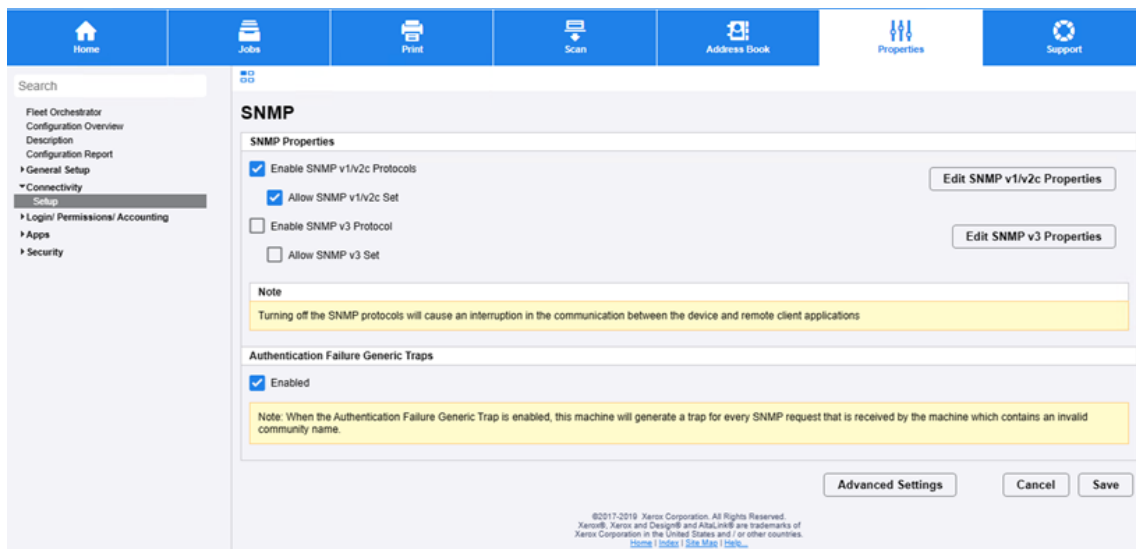 Home
Jobs
Print
Scan
Address Book
Properties
Support
Search
Fleet Orchestrator
Configuration Overview
Description
Configuration Report
General Setup
Connectivity
Setup
Login/ Permissions/ Accounting
Apps
Security
SNMP
SNMP Properties
Enable SNMP v1/v2c Protocols
Edit SNMP v1/v2c Properties
Allow SNMP v1/v2c Set
Enable SNMP v3 Protocol
Edit SNMP v3 Properties
Allow SNMP v3 Set
Note
Turning off the SNMP protocols will cause an interruption in the communication between the device and remote client applications
Authentication Failure Generic Traps
Enabled
Note: When the Authentication Failure Generic Trap is enabled, this machine will generate a trap for every SNMP request that is received by the machine which contains an invalid
community name.
Advanced Settings
Cancel
Save
©2017-2019 Xerox Corporation. All Rights Reserved.
Xerox®, Xerox and Design® and AltaLink® are trademarks of
Xerox Corporation in the United States and / or other countries.
Home | Index | Site Map | Help...